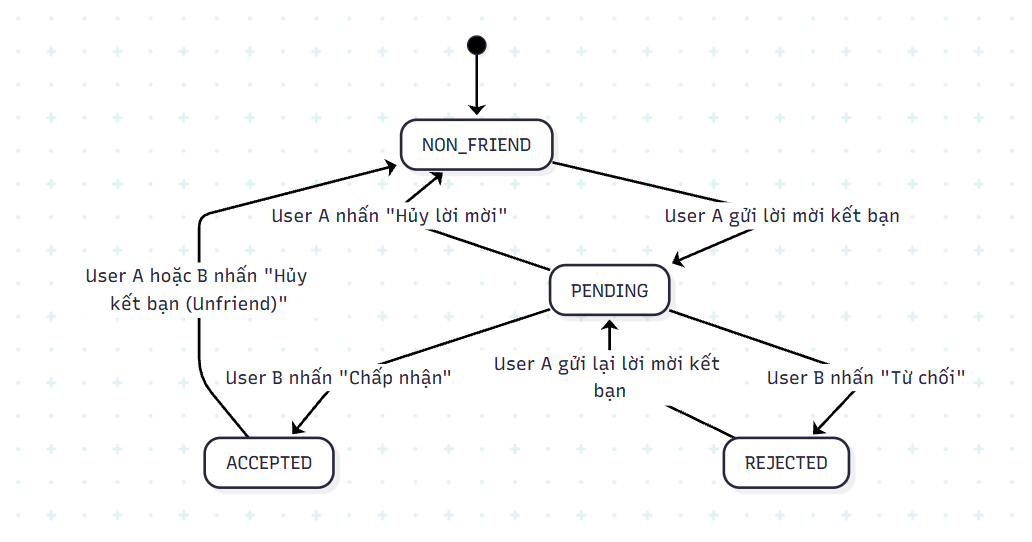 NON_FRIEND
User A nhấn "Hủy lời mời"
User A gửi lời mời kết bạn
User A hoặc B nhấn "Hủy
kết bạn (Unfriend)"
PENDING
User B nhấn "Chấp nhận"
User A gửi lại lời mời kết
bạn
User B nhấn "Từ chối"
ACCEPTED
REJECTED